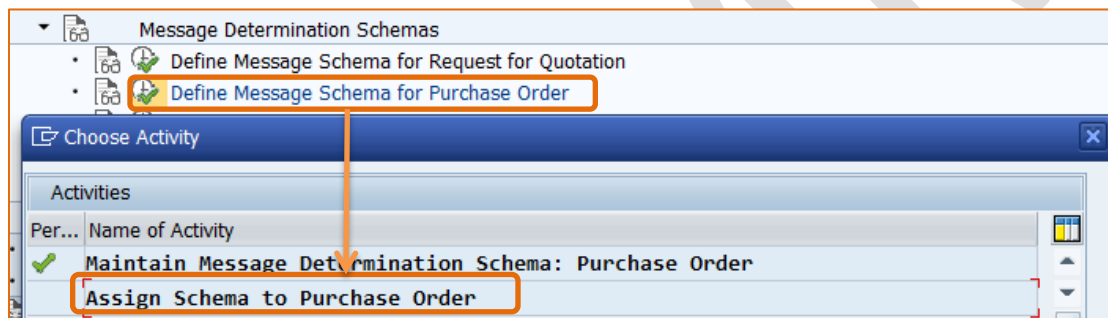 Message Determination Schemas
Define Message Schema for Request for Quotation
Define Message Schema for Purchase Order
Choose Activity
Activities
Per... Name of Activity
Maintain Message Determination Schema: Purchase Order
Assign Schema to Purchase Order